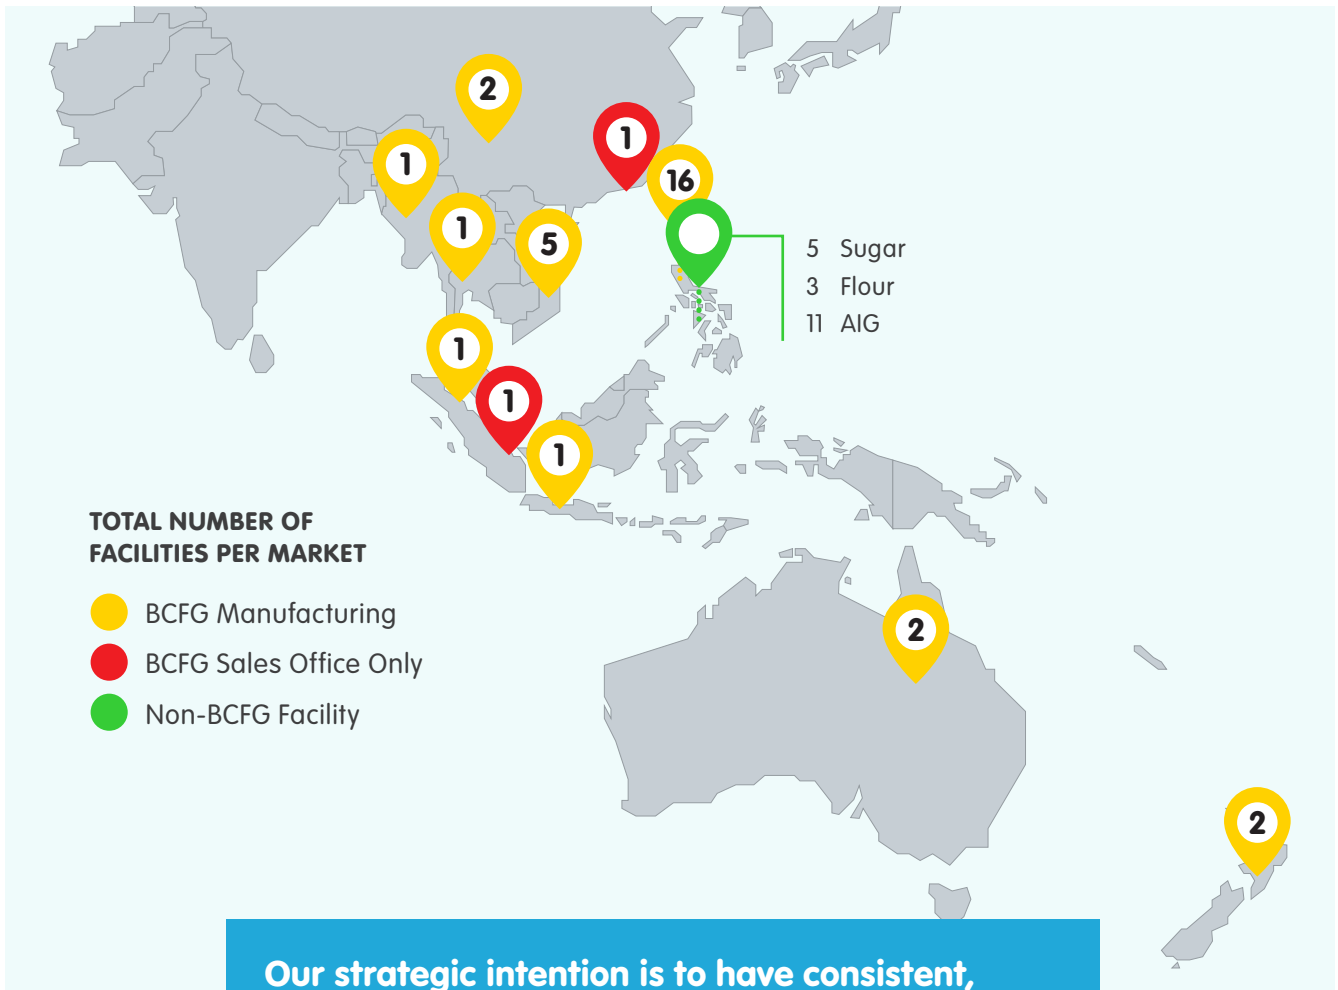 2
1
1
16
1
1
5
5 Sugar
3 Flour
11 AIG
1
1
1
TOTAL NUMBER OF
FACILITIES PER MARKET
BCFG Manufacturing
BCFG Sales Office Only
Non-BCFG Facility
2
2
Our strategic intention is to have consistent,